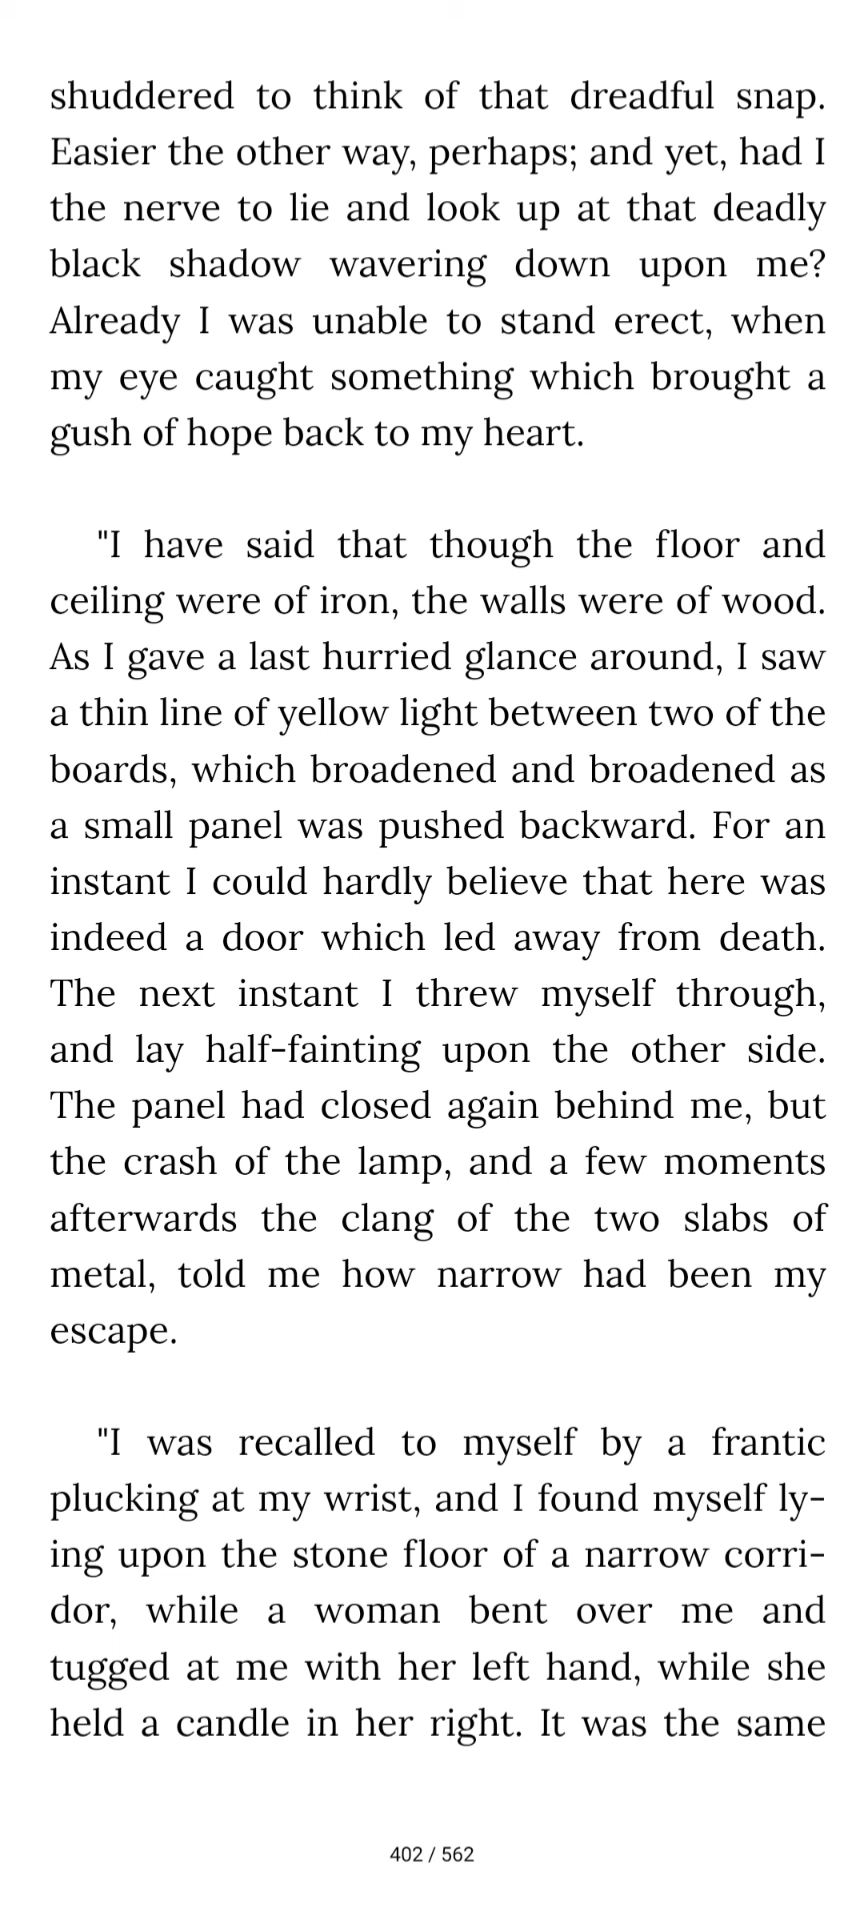 shuddered to think of that dreadful snap.
Easier the other way, perhaps; and yet, had I
the nerve to lie and look up at that deadly
black shadow wavering down upon me?
Already I was unable to stand erect, when
my eye caught something which brought a
gush of hope back to my heart.
"I have said that though the floor and
ceiling were of iron, the walls were of wood.
As I gave a last hurried glance around, I saw
a thin line of yellow light between two of the
boards, which broadened and broadened as
a small panel was pushed backward. For an
instant I could hardly believe that here was
indeed a door which led away from death.
The next instant I threw myself through,
and lay half-fainting upon the other side.
The panel had closed again behind me, but
the crash of the lamp, and a few moments
afterwards the clang of the two slabs of
metal, told me how narrow had been my
escape.
"I was recalled to myself by a frantic
plucking at my wrist, and I found myself ly-
ing upon the stone floor of a narrow corri-
dor, while a woman bent over me and
tugged at me with her left hand, while she
held a candle in her right. It was the same
402 / 562